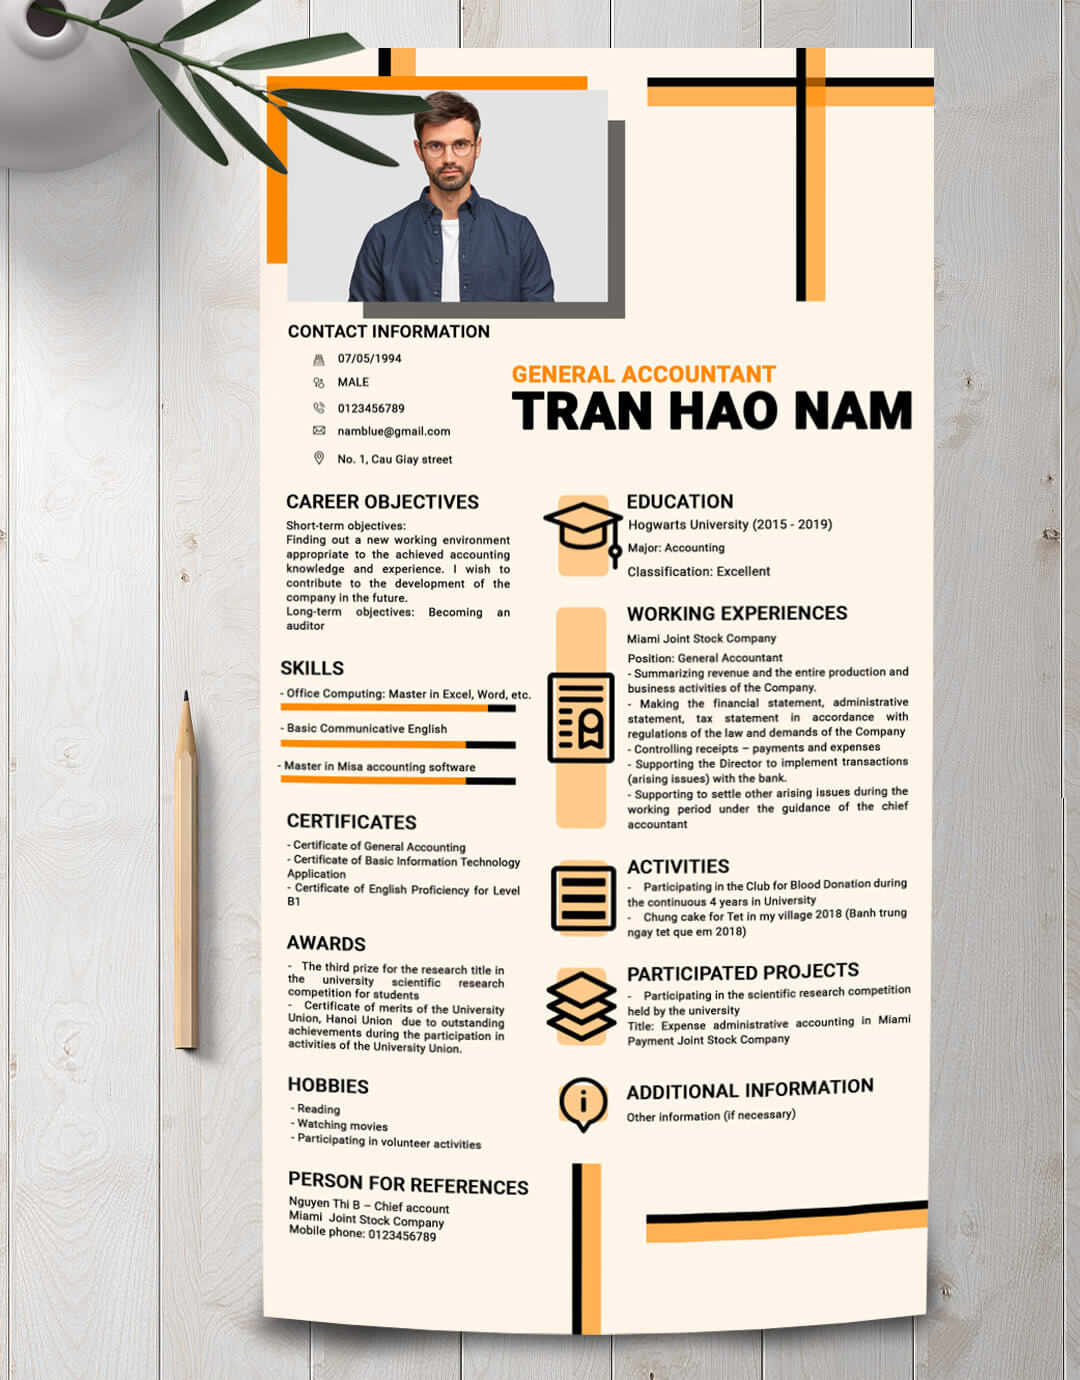 CONTACT INFORMATION
07/05/1994
MALE
0123456789
namblue@gmail.com
No. 1, Cau Giay street
GENERAL ACCOUNTANT
TRAN HAO NAM
CAREER OBJECTIVES
Short-term objectives:
Finding out a new working environment
appropriate to the achieved accounting
knowledge and experience. I wish to
contribute to the development of the
company in the future.
Long-term objectives: Becoming an
auditor
SKILLS
- Office Computing: Master in Excel, Word, etc.
- Basic Communicative English
- Master in Misa accounting software
CERTIFICATES
- Certificate of General Accounting
- Certificate of Basic Information Technology
Application
- Certificate of English Proficiency for Level
B1
AWARDS
- The third prize for the research title in
the university scientific research
competition for students
- Certificate of merits of the University
Union, Hanoi Union due to outstanding
achievements during the participation in
activities of the University Union.
HOBBIES
- Reading
- Watching movies
- Participating in volunteer activities
PERSON FOR REFERENCES
Nguyen Thi B – Chief account
Miami Joint Stock Company
Mobile phone: 0123456789
EDUCATION
Hogwarts University (2015 - 2019)
Major: Accounting
Classification: Excellent
WORKING EXPERIENCES
Miami Joint Stock Company
Position: General Accountant
- Summarizing revenue and the entire production and
business activities of the Company.
- Making the financial statement, administrative
statement, tax statement in accordance with
regulations of the law and demands of the Company
- Controlling receipts – payments and expenses
- Supporting the Director to implement transactions
(arising issues) with the bank.
- Supporting to settle other arising issues during the
working period under the guidance of the chief
accountant
ACTIVITIES
- Participating in the Club for Blood Donation during
the continuous 4 years in University
- Chung cake for Tet in my village 2018 (Banh trung
ngay tet que em 2018)
PARTICIPATED PROJECTS
- Participating in the scientific research competition
held by the university
Title: Expense administrative accounting in Miami
Payment Joint Stock Company
ADDITIONAL INFORMATION
Other information (if necessary)